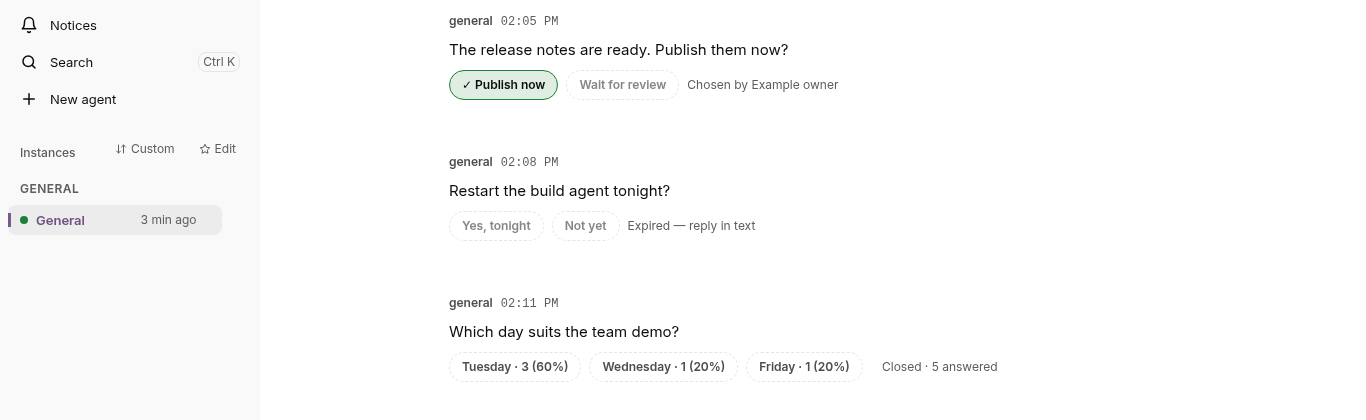 Notices
Search Ctrl K
New agent
Instances Custom Edit
GENERAL
General 3 min ago
general 02:05 PM
The release notes are ready. Publish them now?
✓ Publish now Wait for review Chosen by Example owner
general 02:08 PM
Restart the build agent tonight?
Yes, tonight Not yet Expired — reply in text
general 02:11 PM
Which day suits the team demo?
Tuesday · 3 (60%) Wednesday · 1 (20%) Friday · 1 (20%) Closed · 5 answered